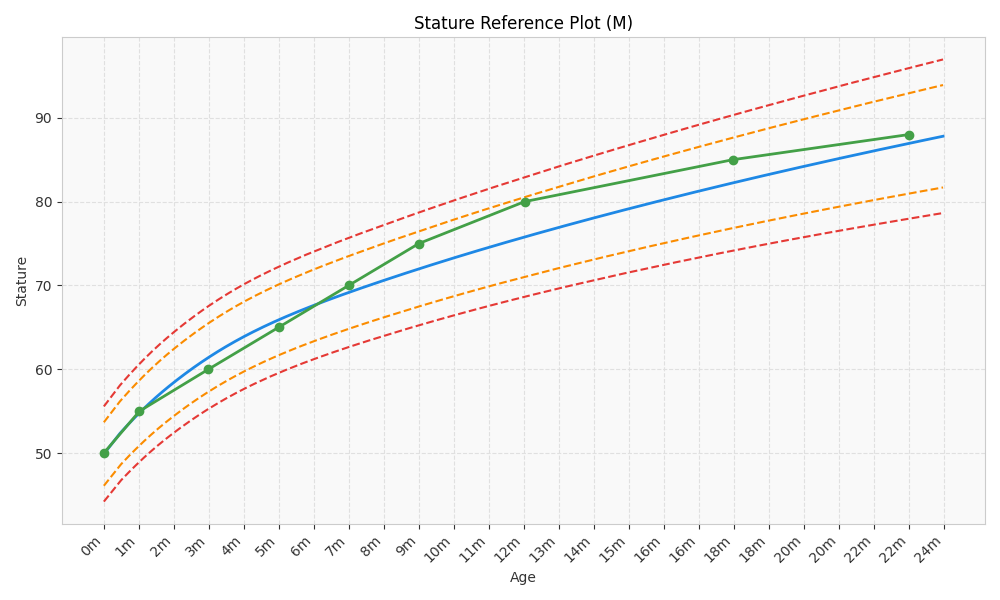 Stature Reference Plot (M)
Stature
90
80
70
60
50
0m 1m 2m 3m 4m 5m 6m 7m 8m 9m 10m 11m 12m 13m 14m 15m 16m 16m 18m 18m 20m 20m 22m 22m 24m
Age